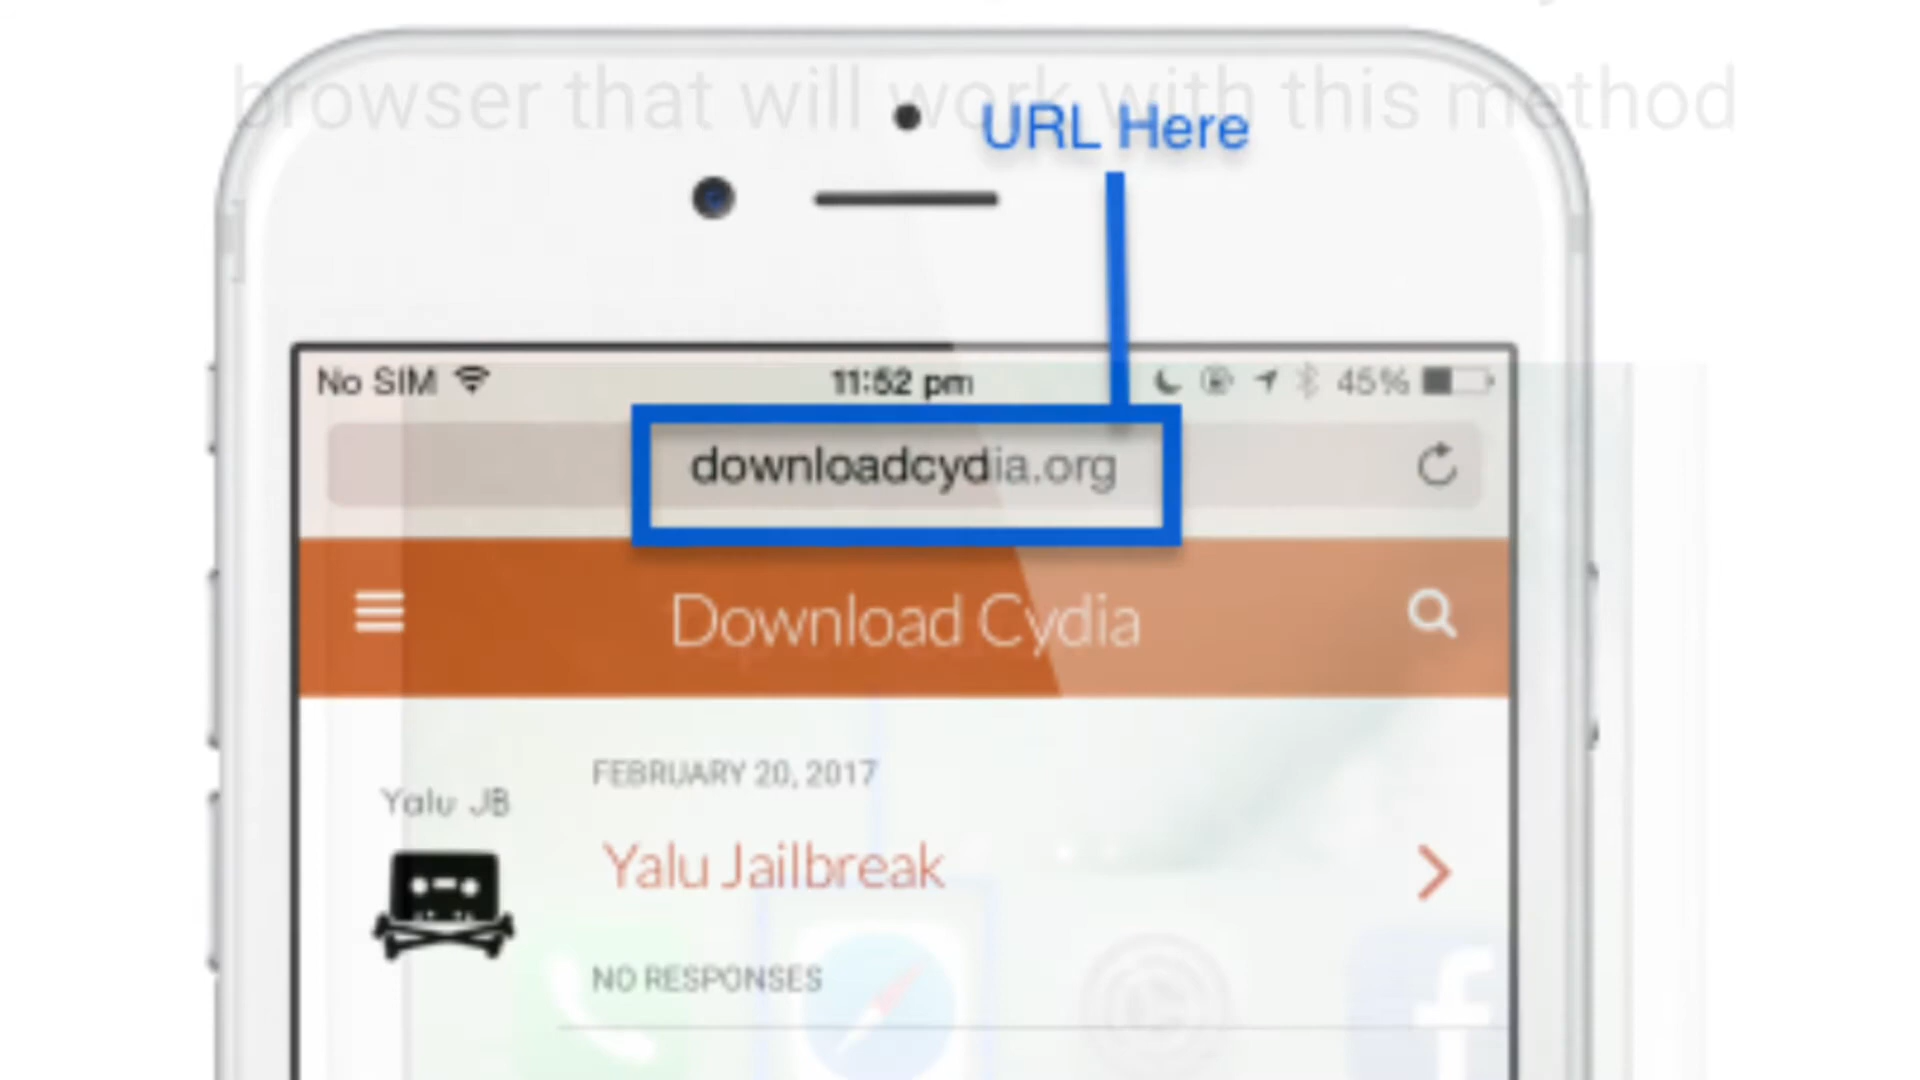 browser that will work with this method
URL Here
No SIM 11:52 pm 45%
downloadcydia.org
Download Cydia
FEBRUARY 20, 2017
Yalu JB
Yalu Jailbreak
NO RESPONSES